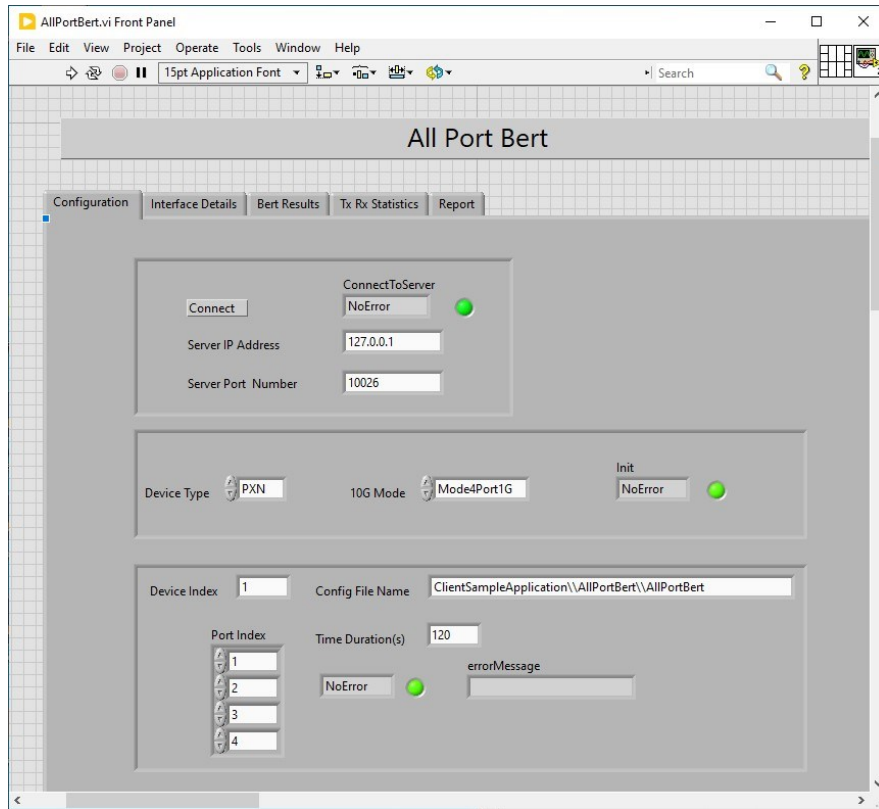 AllPortBert.vi Front Panel
File Edit View Project Operate Tools Window Help
15pt Application Font
Search
All Port Bert
Configuration Interface Details Bert Results Tx Rx Statistics Report
ConnectToServer
Connect NoError
Server IP Address 127.0.0.1
Server Port Number 10026
Init
Device Type PXN 10G Mode Mode4Port1G NoError
Device Index 1 Config File Name ClientSampleApplication\\AllPortBert\\AllPortBert
Port Index Time Duration(s) 120
1
errorMessage
2 NoError
3
4